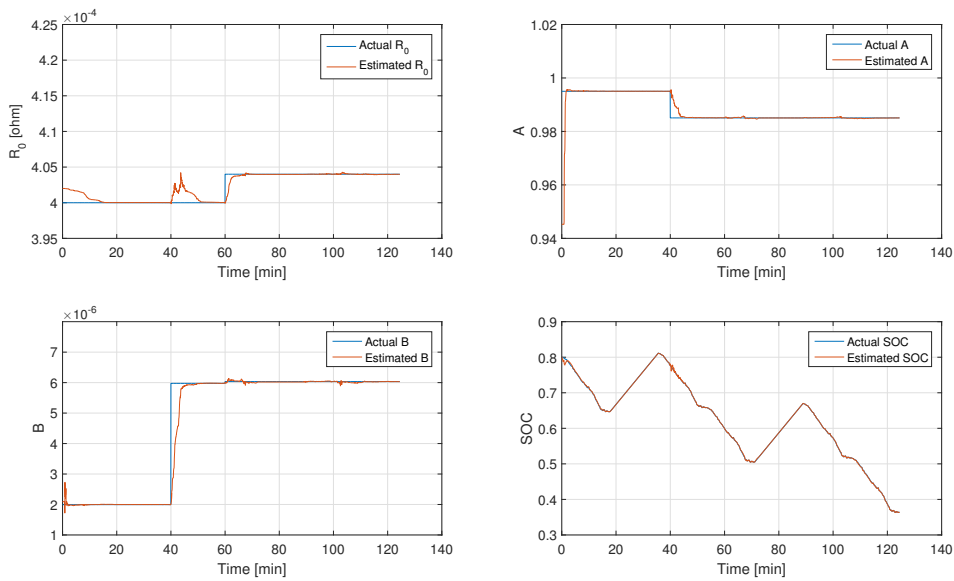 ×10⁻⁴
4.25
4.2
4.15
4.1
4.05
4
3.95
R₀ [ohm]
0 20 40 60 80 100 120 140
Time [min]
Actual R₀
Estimated R₀
1.02
1
0.98
0.96
0.94
A
0 20 40 60 80 100 120 140
Time [min]
Actual A
Estimated A
×10⁻⁶
7
6
5
4
3
2
1
B
0 20 40 60 80 100 120 140
Time [min]
Actual B
Estimated B
0.9
0.8
0.7
0.6
0.5
0.4
0.3
SOC
0 20 40 60 80 100 120 140
Time [min]
Actual SOC
Estimated SOC